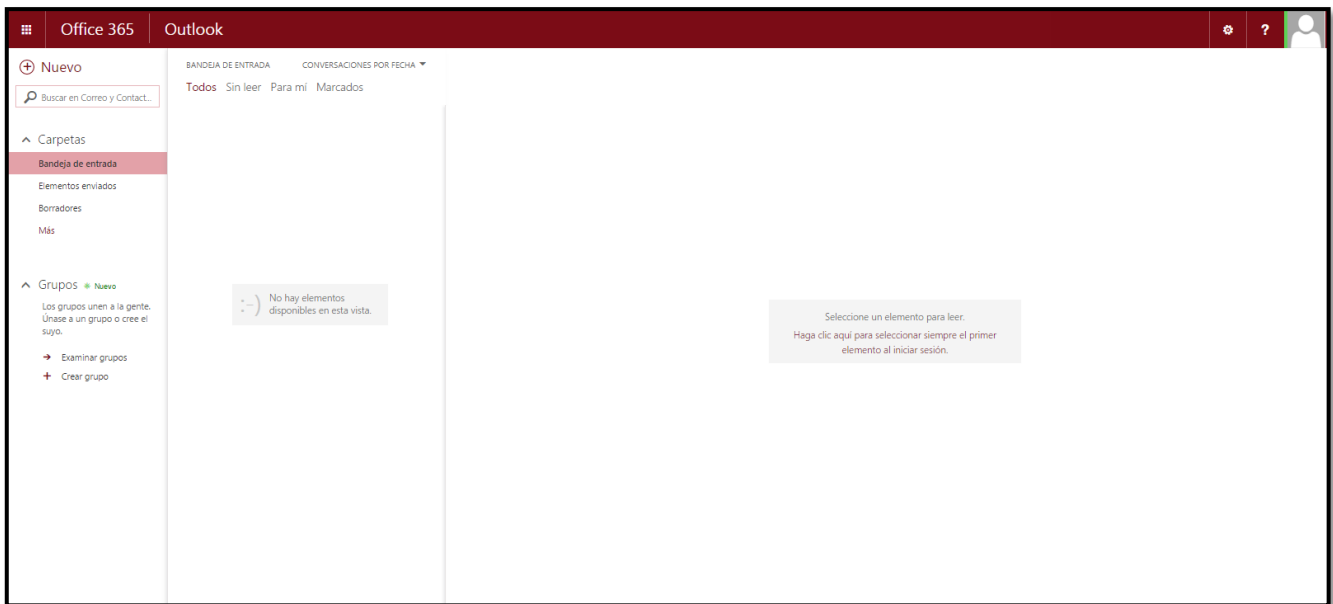 Office 365
Outlook
?
Nuevo
Buscar en Correo y Contact...
Carpetas
Bandeja de entrada
Elementos enviados
Borradores
Más
Grupos
Nuevo
Los grupos unen a la gente.
Únase a un grupo o cree el
suyo.
Examinar grupos
Crear grupo
BANDEJA DE ENTRADA
CONVERSACIONES POR FECHA
Todos Sin leer Para mí Marcados
:-)
No hay elementos
disponibles en esta vista.
Seleccione un elemento para leer.
Haga clic aquí para seleccionar siempre el primer
elemento al iniciar sesión.